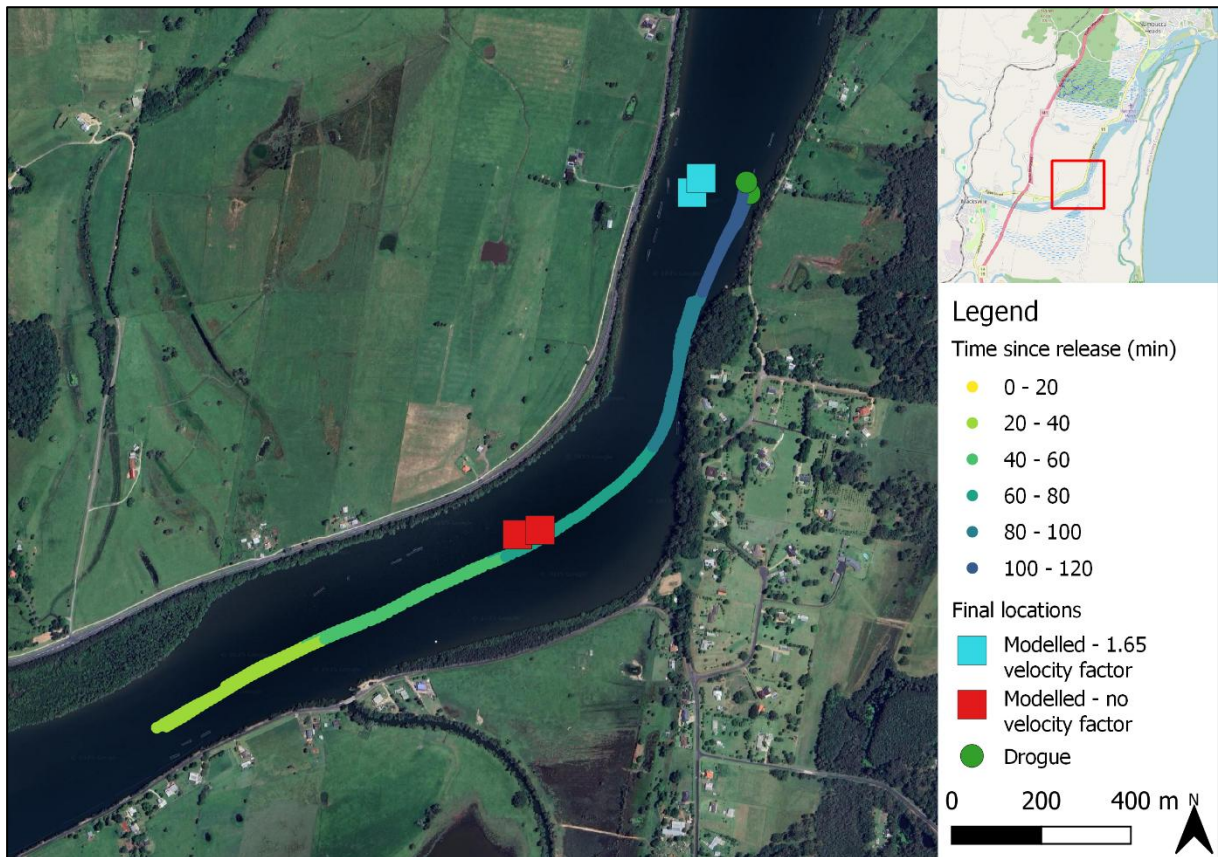 Heads
Legend
Time since release (min)
0 - 20
20 - 40
40 - 60
60 - 80
80 - 100
100 - 120
Final locations
Modelled - 1.65
velocity factor
Modelled - no
velocity factor
Drogue
0 200 400 m N